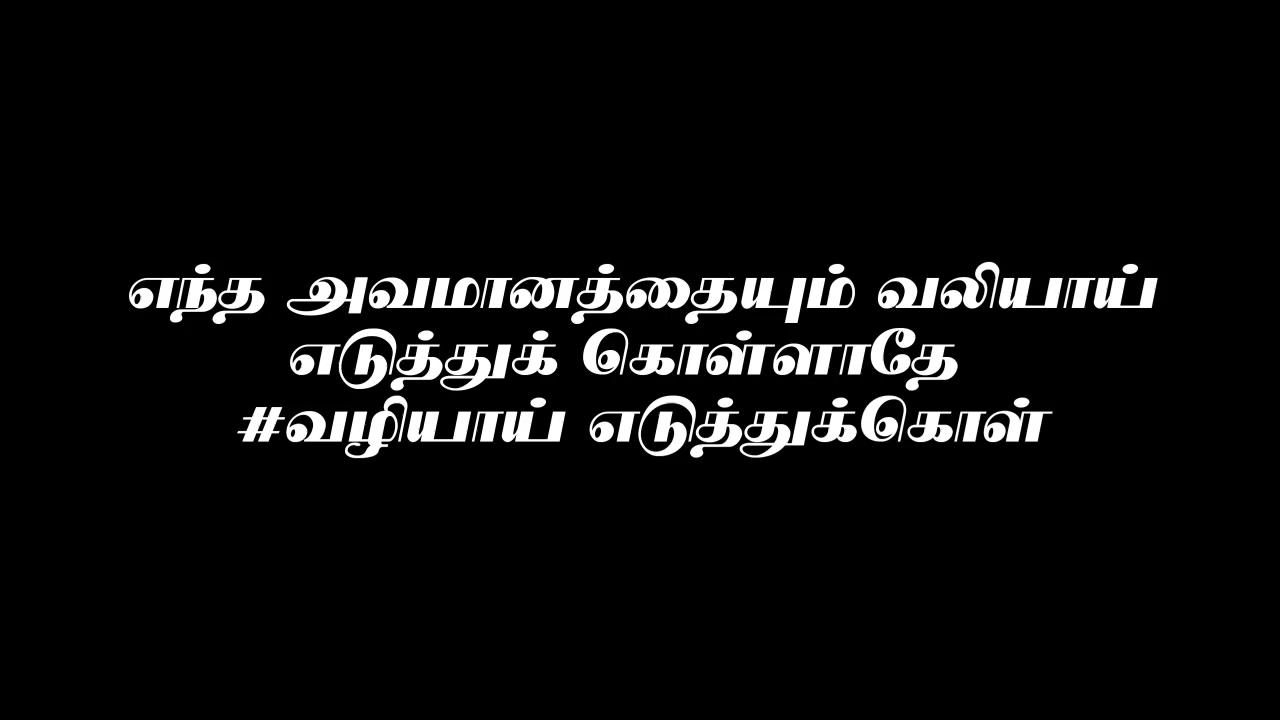 எந்த அவமானத்தையும் வலியாய்
எடுத்துக் கொள்ளாதே
#வழியாய் எடுத்துக்கொள்